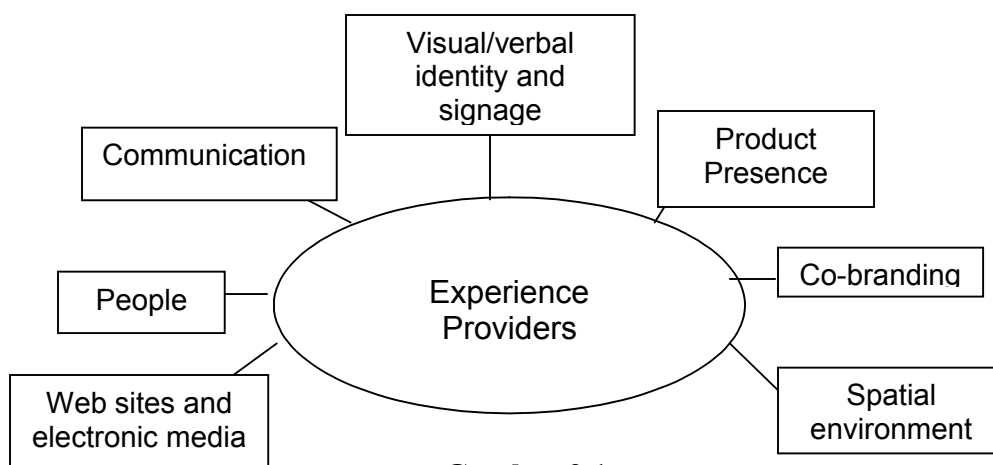 Visual/verbal
identity and
signage
Communication
Product
Presence
People
Experience
Providers
Co-branding
Web sites and
electronic media
Spatial
environment